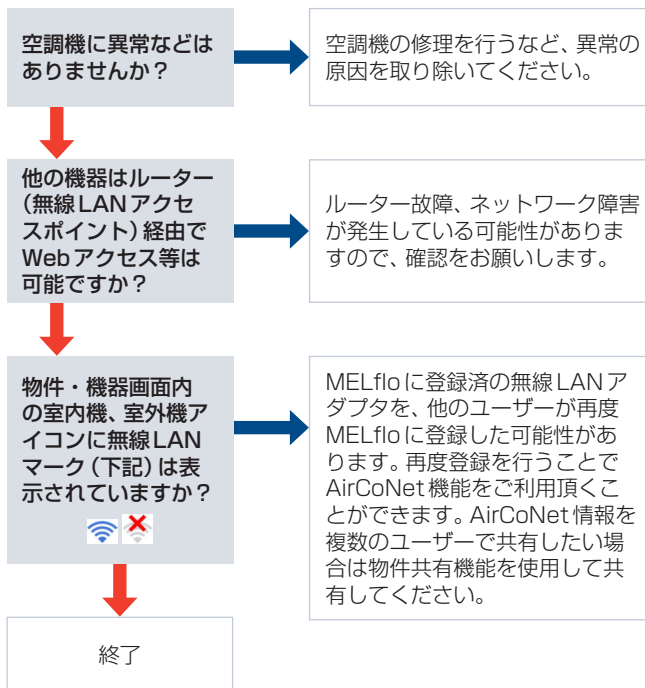 空調機に異常などは
ありませんか？
空調機の修理を行うなど、異常の
原因を取り除いてください。
他の機器はルーター
（無線LANアクセ
スポイント）経由で
Webアクセス等は
可能ですか？
ルーター故障、ネットワーク障害
が発生している可能性がありま
すので、確認をお願いします。
物件・機器画面内
の室内機、室外機ア
イコンに無線LAN
マーク（下記）は表
示されていますか？
MELfloに登録済の無線LANア
ダプタを、他のユーザーが再度
MELfloに登録した可能性があ
ります。再度登録を行うことで
AirCoNet機能をご利用頂くこ
とができます。AirCoNet情報を
複数のユーザーで共有したい場
合は物件共有機能を使用して共
有してください。
終了